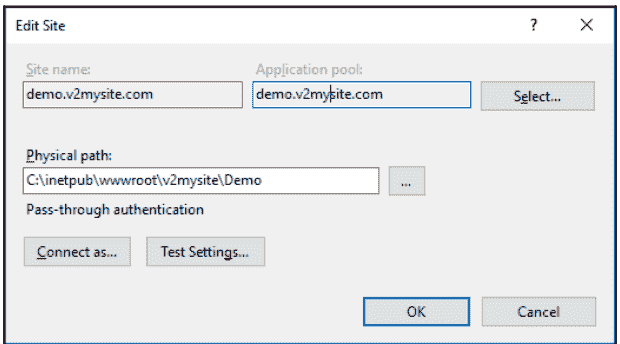 Edit Site ? ×
Site name: Application pool:
demo.v2mysite.com demo.v2mysite.com Select...
Physical path:
C:\inetpub\wwwroot\v2mysite\Demo ...
Pass-through authentication
Connect as... Test Settings...
OK Cancel